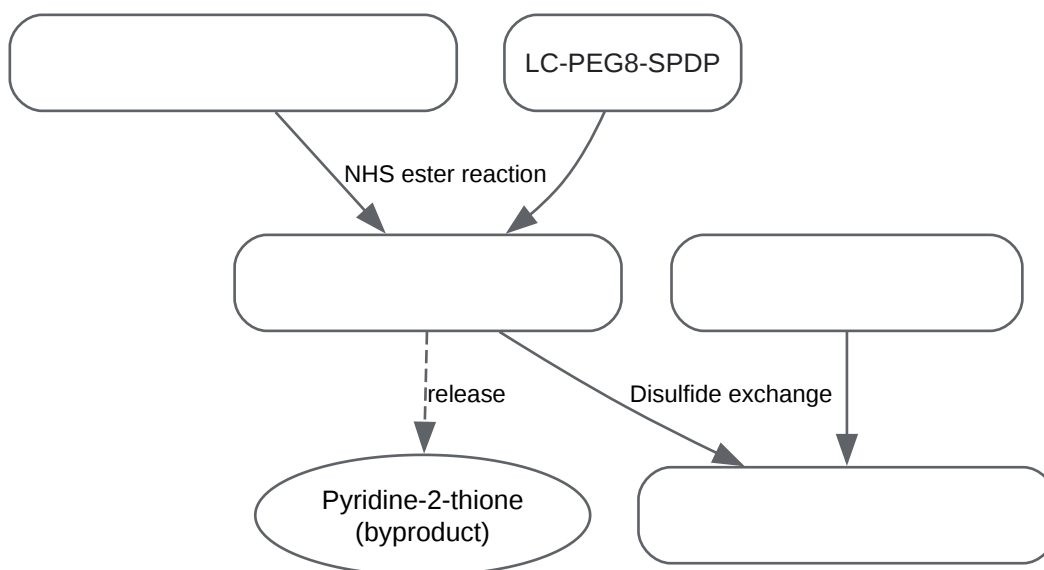 LC-PEG8-SPDP
NHS ester reaction
release
Disulfide exchange
Pyridine-2-thione
(byproduct)